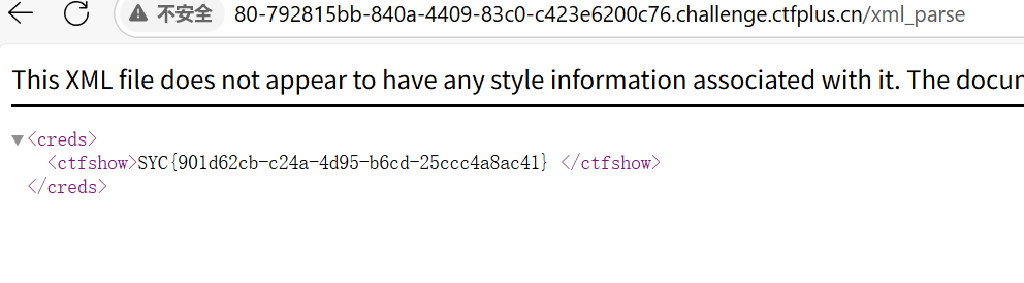 不安全 80-792815bb-840a-4409-83c0-c423e6200c76.challenge.ctfplus.cn/xml_parse
This XML file does not appear to have any style information associated with it. The docum
<creds>
<ctfshow>SYC{901d62cb-c24a-4d95-b6cd-25ccc4a8ac41} </ctfshow>
</creds>